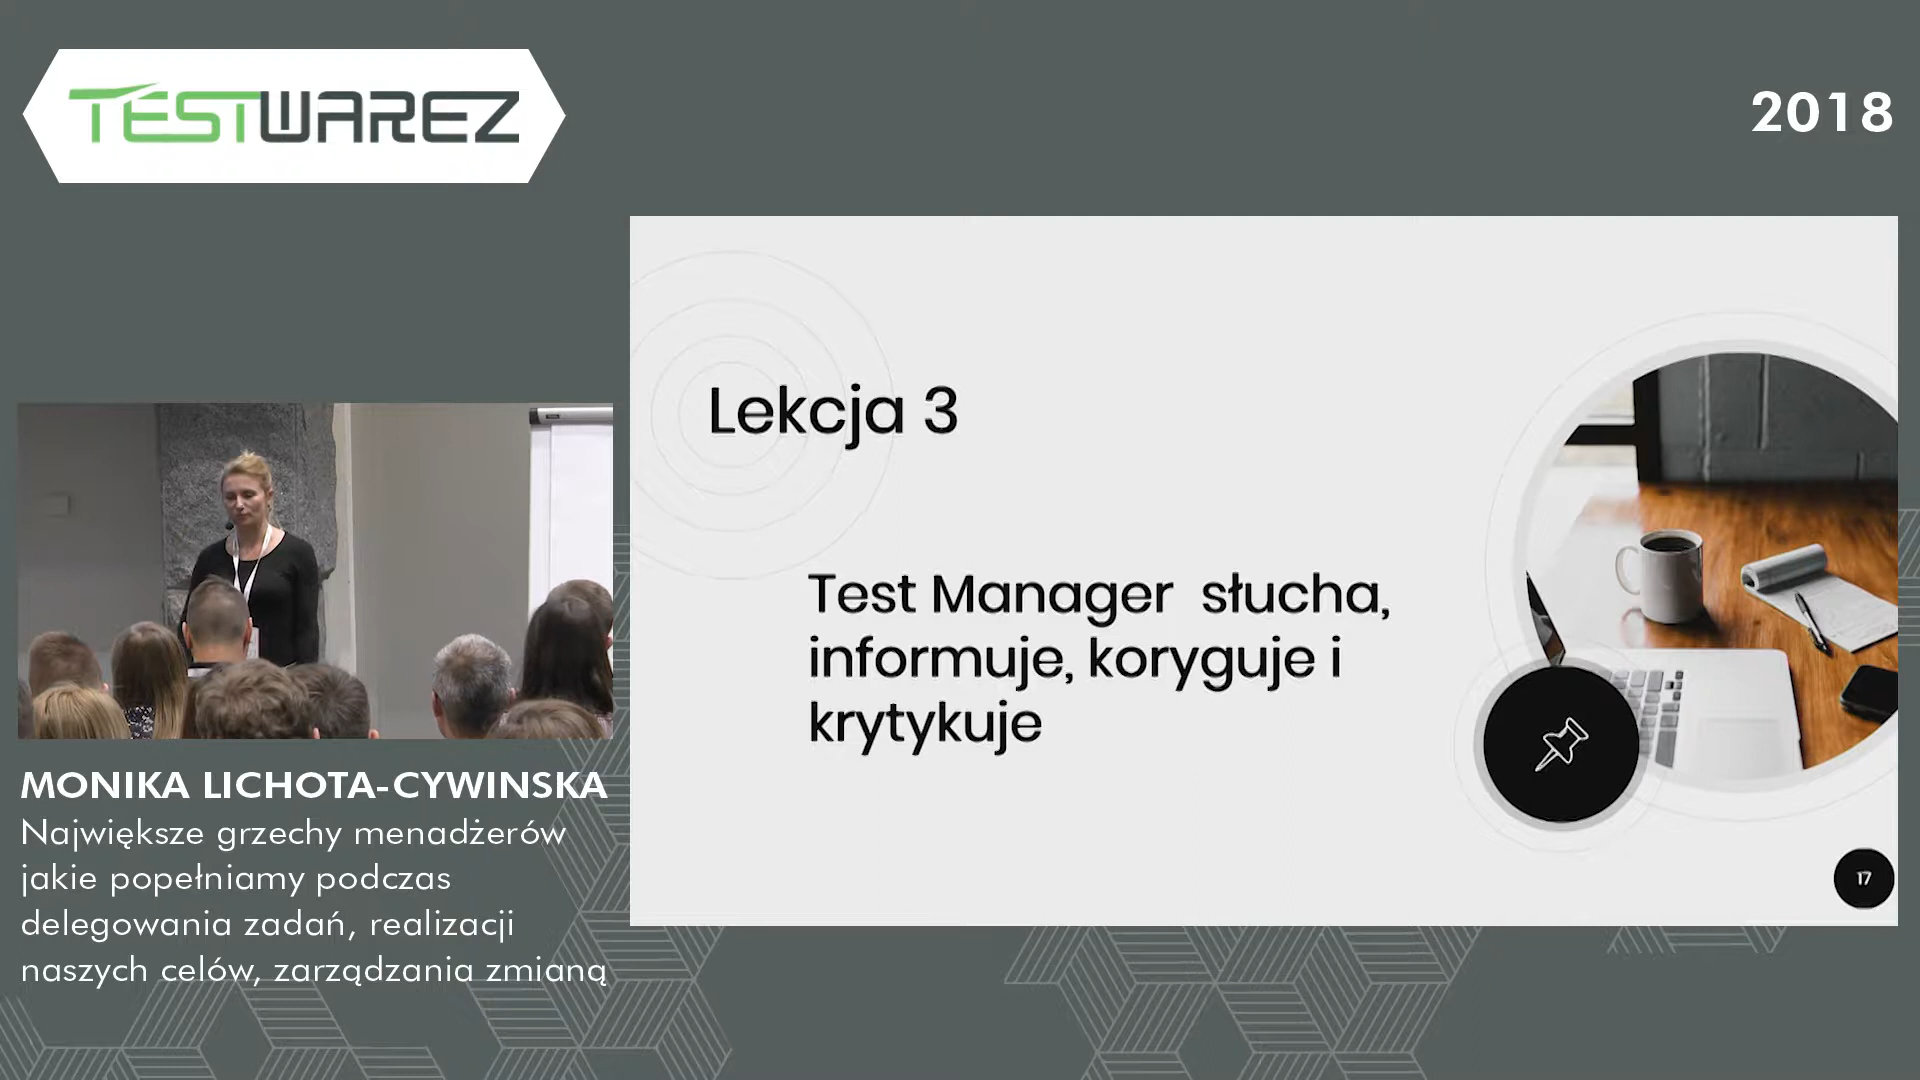 TESTWAREZ
2018
Lekcja 3
Test Manager słucha,
informuje, koryguje i
krytykuje
17
MONIKA LICHOTA-CYWINSKA
Największe grzechy menadżerów
jakie popełniamy podczas
delegowania zadań, realizacji
naszych celów, zarządzania zmianą